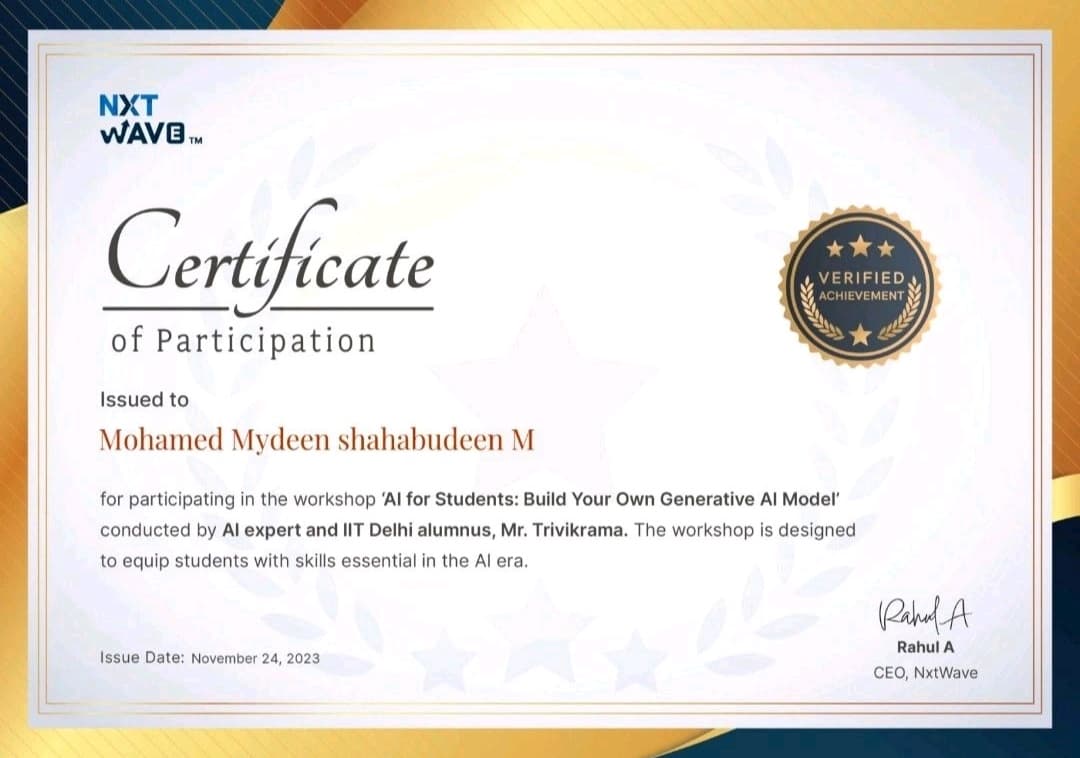 NXT
WAVE TM
Certificate
of Participation
VERIFIED
ACHIEVEMENT
Issued to
Mohamed Mydeen shahabudeen M
for participating in the workshop ‘AI for Students: Build Your Own Generative AI Model’
conducted by AI expert and IIT Delhi alumnus, Mr. Trivikrama. The workshop is designed
to equip students with skills essential in the AI era.
Rahul A
Rahul A
CEO, NxtWave
Issue Date: November 24, 2023